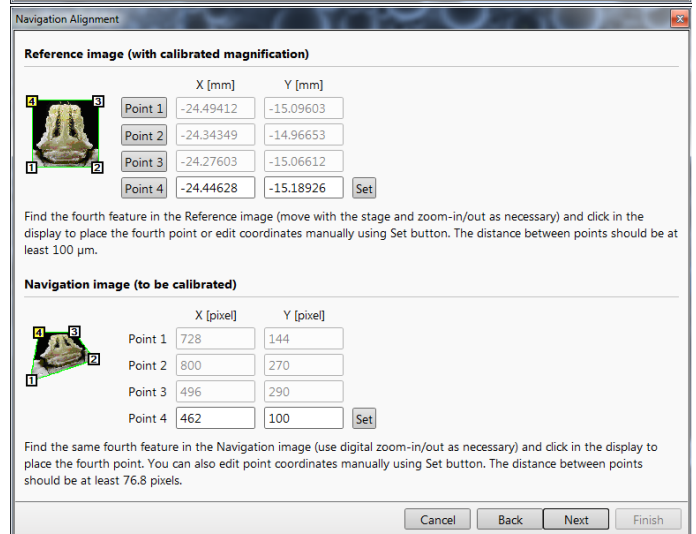 Navigation Alignment
Reference image (with calibrated magnification)
X [mm] Y [mm]
4 3
Point 1 -24.49412 -15.09603
Point 2 -24.34349 -14.96653
1 2 Point 3 -24.27603 -15.06612
Point 4 -24.44628 -15.18926 Set
Find the fourth feature in the Reference image (move with the stage and zoom-in/out as necessary) and click in the
display to place the fourth point or edit coordinates manually using Set button. The distance between points should be at
least 100 µm.
Navigation image (to be calibrated)
X [pixel] Y [pixel]
4 3 Point 1 728 144
2 Point 2 800 270
1
Point 3 496 290
Point 4 462 100 Set
Find the same fourth feature in the Navigation image (use digital zoom-in/out as necessary) and click in the display to
place the fourth point. You can also edit point coordinates manually using Set button. The distance between points
should be at least 76.8 pixels.
Cancel Back Next Finish